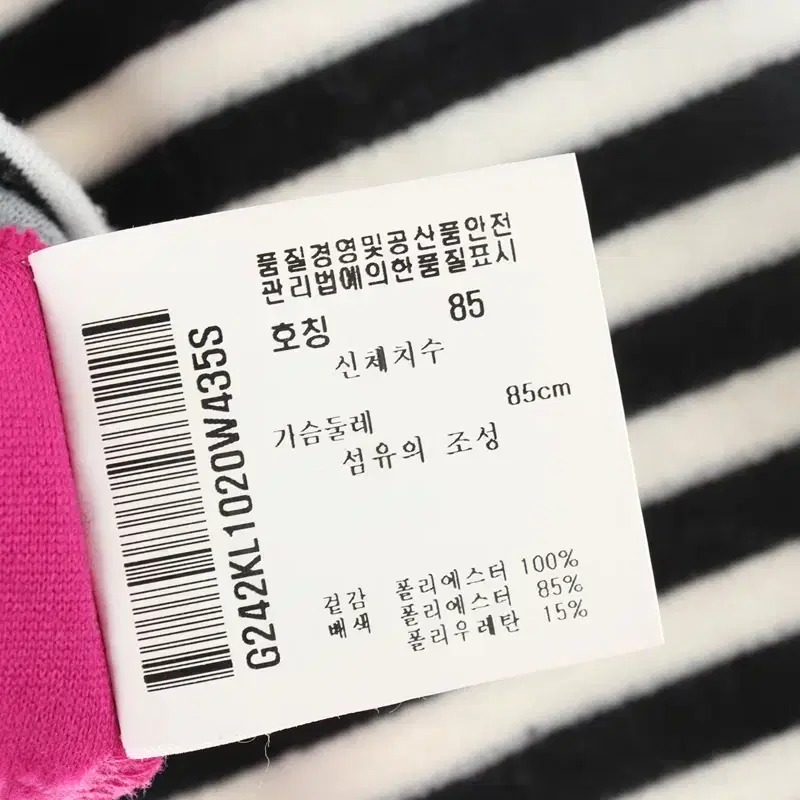 품질경영및공산품안전
관리법에의한품질표시
호칭 85
신체치수
가슴둘레 85cm
섬유의 조성
겉감 폴리에스터 100%
배색 폴리에스터 85%
폴리우레탄 15%
G242KL1020W435S